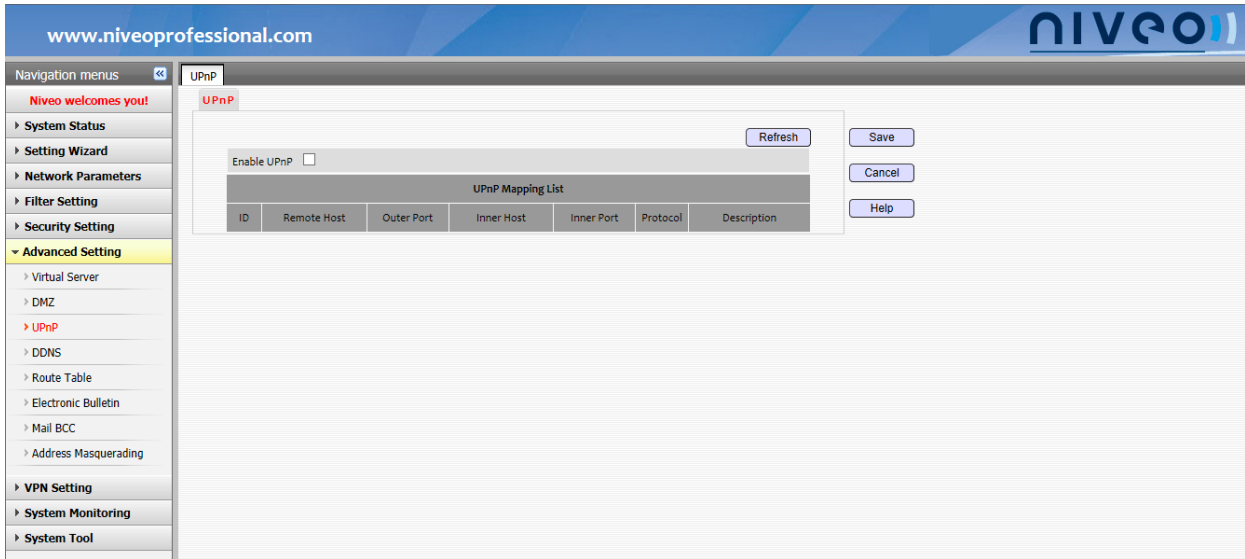 www.niveoprofessional.com
niveo
Navigation menus
UPnP
Niveo welcomes you!
System Status
Setting Wizard
Network Parameters
Filter Setting
Security Setting
Advanced Setting
Virtual Server
DMZ
UPnP
DDNS
Route Table
Electronic Bulletin
Mail BCC
Address Masquerading
VPN Setting
System Monitoring
System Tool
UPnP
Refresh
Enable UPnP
UPnP Mapping List
ID Remote Host Outer Port Inner Host Inner Port Protocol Description
Save
Cancel
Help